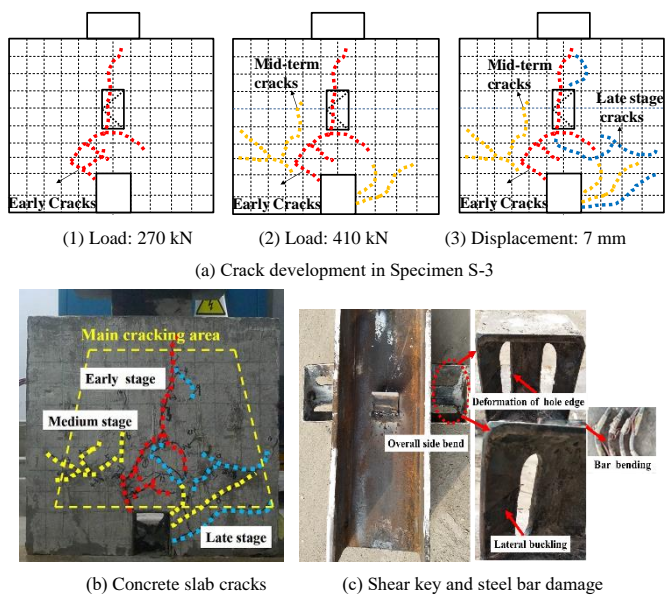 Mid-term
cracks
Early Cracks
Early Cracks
Mid-term
cracks
Late stage
cracks
Early Cracks
(1) Load: 270 kN
(2) Load: 410 kN
(3) Displacement: 7 mm
(a) Crack development in Specimen S-3
Main cracking area
Early stage
Medium stage
Late stage
Deformation of hole edge
Overall side bend
Bar bending
Lateral buckling
(b) Concrete slab cracks
(c) Shear key and steel bar damage